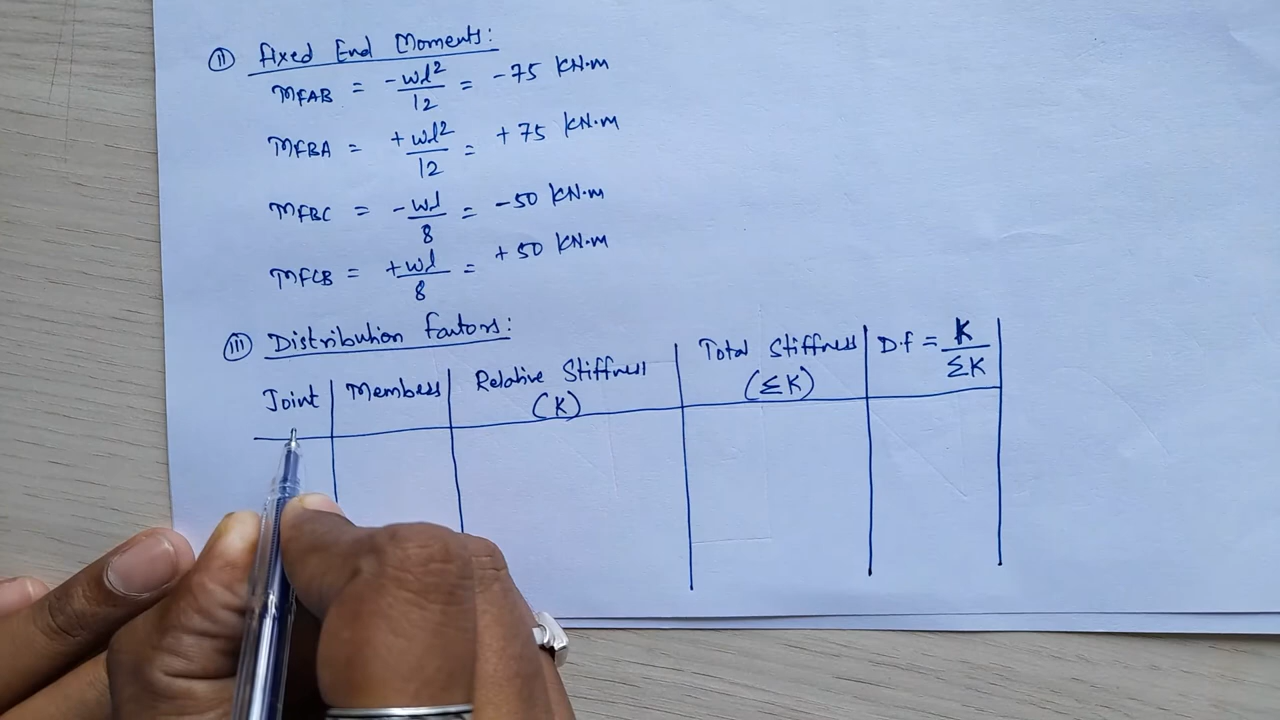 (II) Fixed End Moments:
MFAB = -wl²/12 = -75 KN.m
MFBA = +wl²/12 = +75 KN.m
MFBC = -wl/8 = -50 KN.m
MFCB = +wl/8 = +50 KN.m
(III) Distribution factors:
Joint | Members | Relative Stiffness (K) | Total Stiffness (ΣK) | D.f = K/ΣK